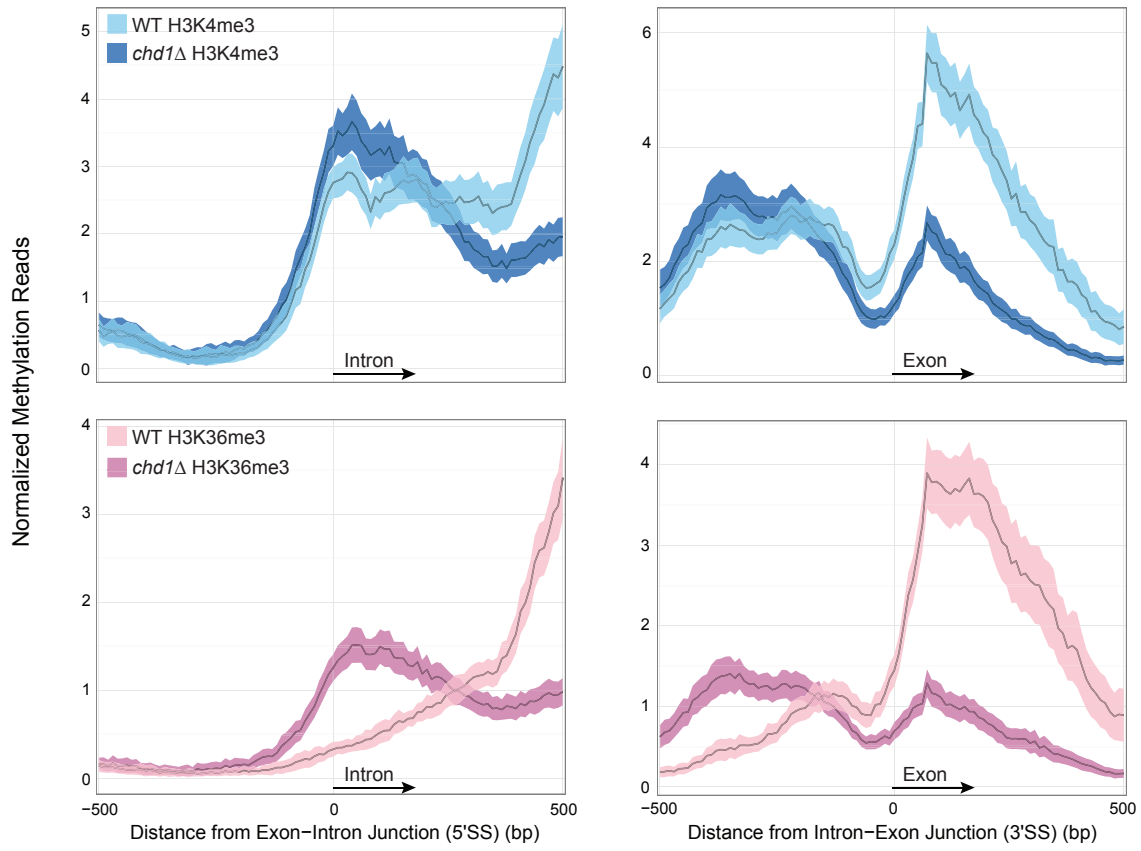 WT H3K4me3
chd1Δ H3K4me3
5
4
3
2
1
0
Intron
6
4
2
0
Exon
Normalized Methylation Reads
WT H3K36me3
chd1Δ H3K36me3
4
3
2
1
0
Intron
−500
0
500
Distance from Exon−Intron Junction (5'SS) (bp)
4
3
2
1
0
Exon
−500
0
500
Distance from Intron−Exon Junction (3'SS) (bp)